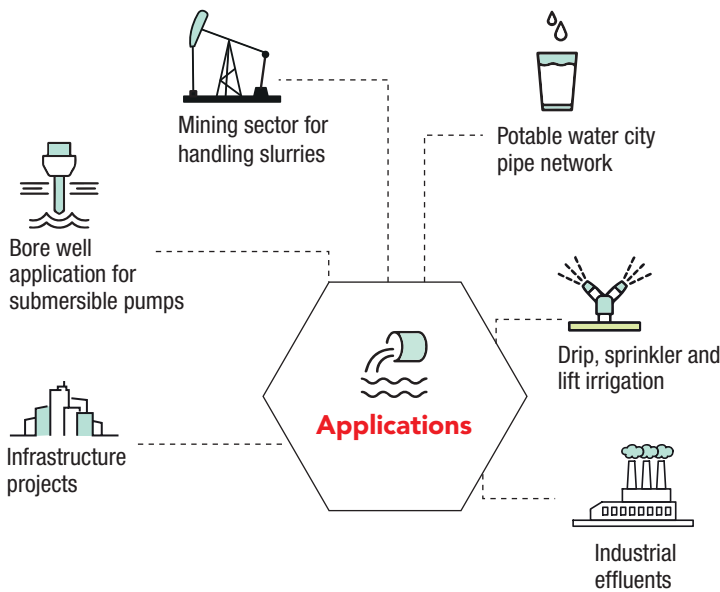 Mining sector for
handling slurries
Potable water city
pipe network
Bore well
application for
submersible pumps
Drip, sprinkler and
lift irrigation
Applications
Infrastructure
projects
Industrial
effluents